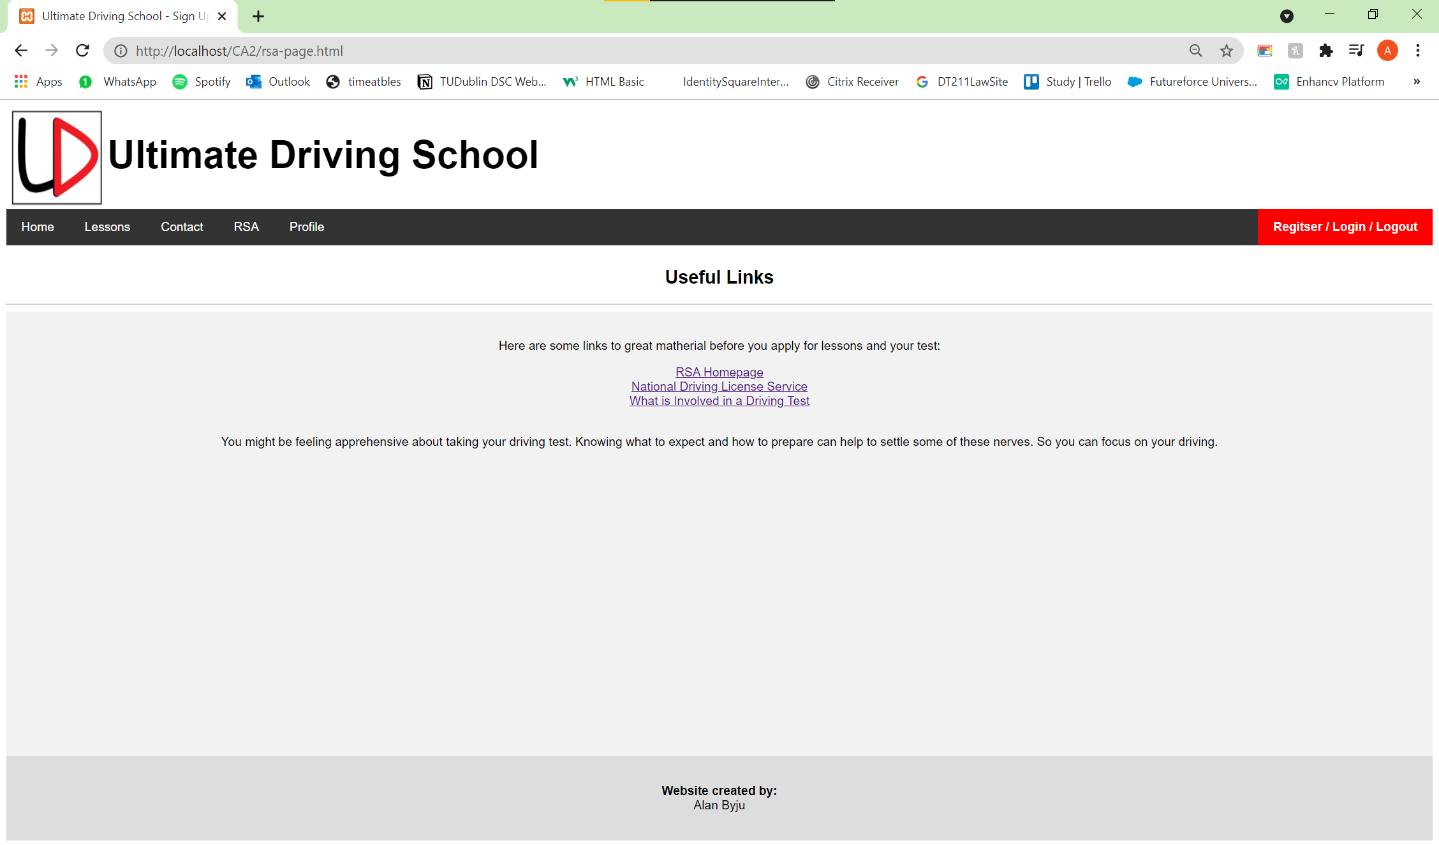 Ultimate Driving School - Sign U
http://localhost/CA2/rsa-page.html
A
Apps 1 WhatsApp Spotify Outlook timeatbles TUDublin DSC Web... HTML Basic IdentitySquareInter... Citrix Receiver DT211LawSite Study | Trello Futureforce Univers... Enhancv Platform »
UD Ultimate Driving School
Home Lessons Contact RSA Profile Regitser / Login / Logout
Useful Links
Here are some links to great matherial before you apply for lessons and your test:
RSA Homepage
National Driving License Service
What is Involved in a Driving Test
You might be feeling apprehensive about taking your driving test. Knowing what to expect and how to prepare can help to settle some of these nerves. So you can focus on your driving.
Website created by:
Alan Byju